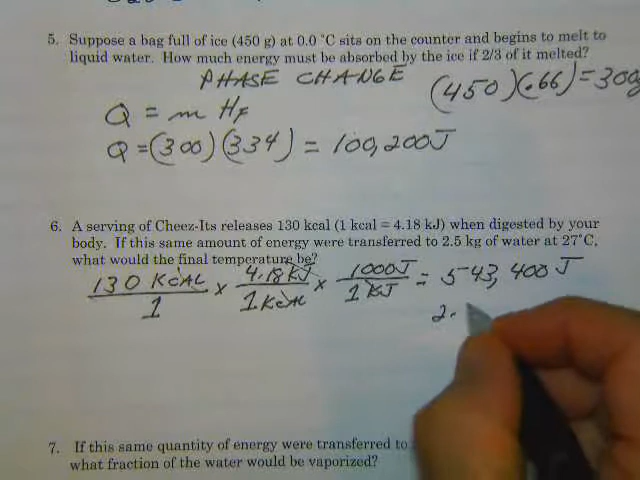 5. Suppose a bag full of ice (450 g) at 0.0 °C sits on the counter and begins to melt to
liquid water. How much energy must be absorbed by the ice if 2/3 of it melted?
PHASE CHANGE
(450)(.66)=300g
Q = m Hf
Q =(300)(334) = 100,200J
6. A serving of Cheez-Its releases 130 kcal (1 kcal = 4.18 kJ) when digested by your
body. If this same amount of energy were transferred to 2.5 kg of water at 27°C,
what would the final temperature be?
130 KCAL/1 x 4.18 KJ/1 KCAL x 1000J/1 KJ = 543,400 J
2.
7. If this same quantity of energy were transferred to
what fraction of the water would be vaporized?